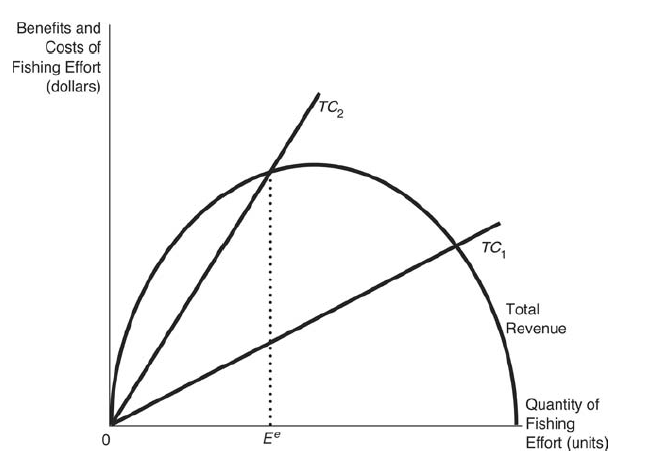 Benefits and
Costs of
Fishing Effort
(dollars)
TC2
TC1
Total
Revenue
Quantity of
Fishing
Effort (units)
0
Ee